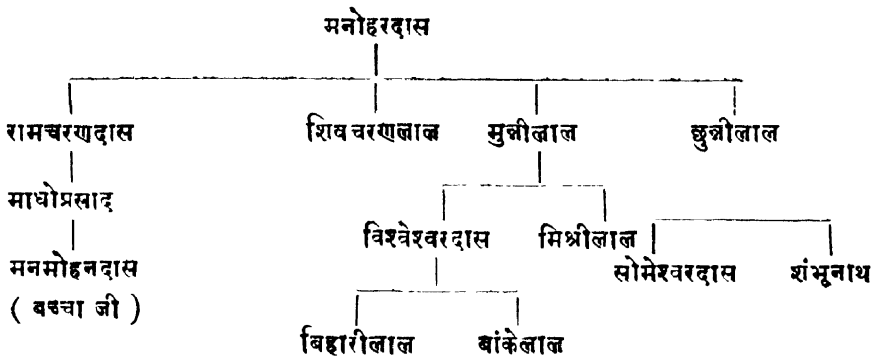 मनोहरदास
रामचरणदास शिवचरणलाल मुन्नीलाल छुन्नीलाल
माधोप्रसाद
विश्वेश्वरदास मिश्रीलाल
मनमोहनदास सोमेश्वरदास शंभूनाथ
( बच्चा जी )
बिहारीलाल बांकेलाल